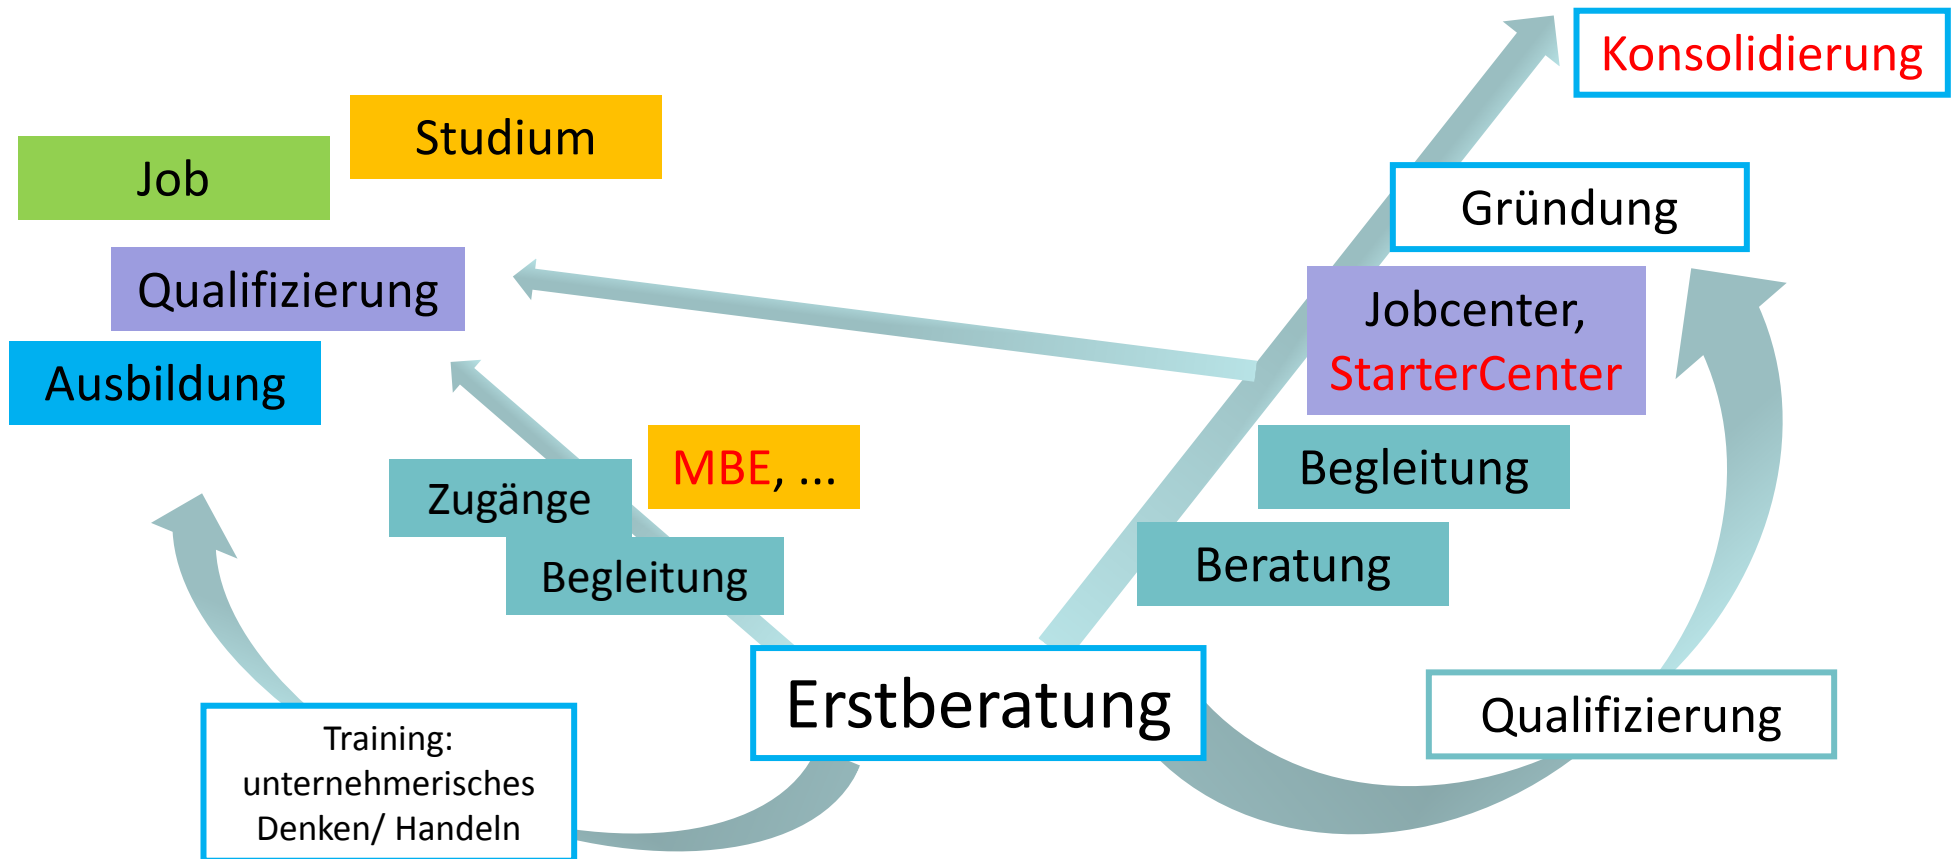 Konsolidierung
Studium
Job
Gründung
Qualifizierung
Jobcenter,
StarterCenter
Ausbildung
MBE, ...
Begleitung
Zugänge
Beratung
Begleitung
Erstberatung
Qualifizierung
Training:
unternehmerisches
Denken/ Handeln